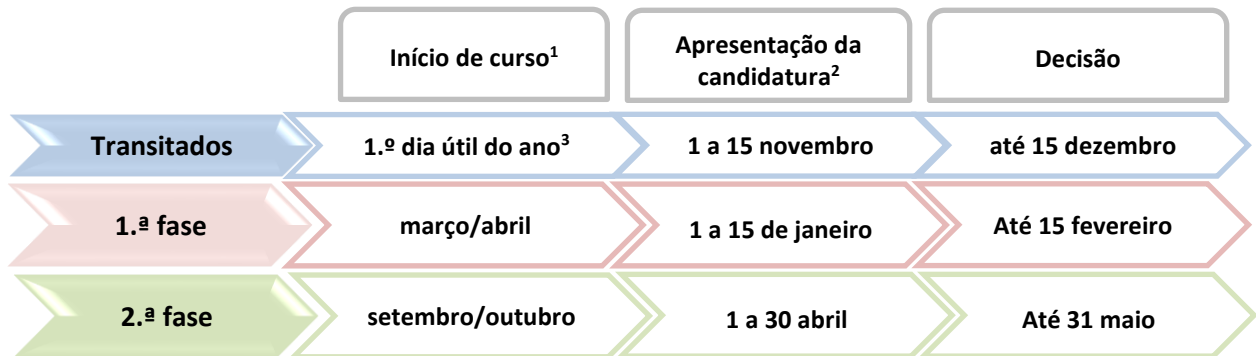 Início de curso¹
Apresentação da
candidatura²
Decisão
Transitados
1.º dia útil do ano³
1 a 15 novembro
até 15 dezembro
1.ª fase
março/abril
1 a 15 de janeiro
Até 15 fevereiro
2.ª fase
setembro/outubro
1 a 30 abril
Até 31 maio